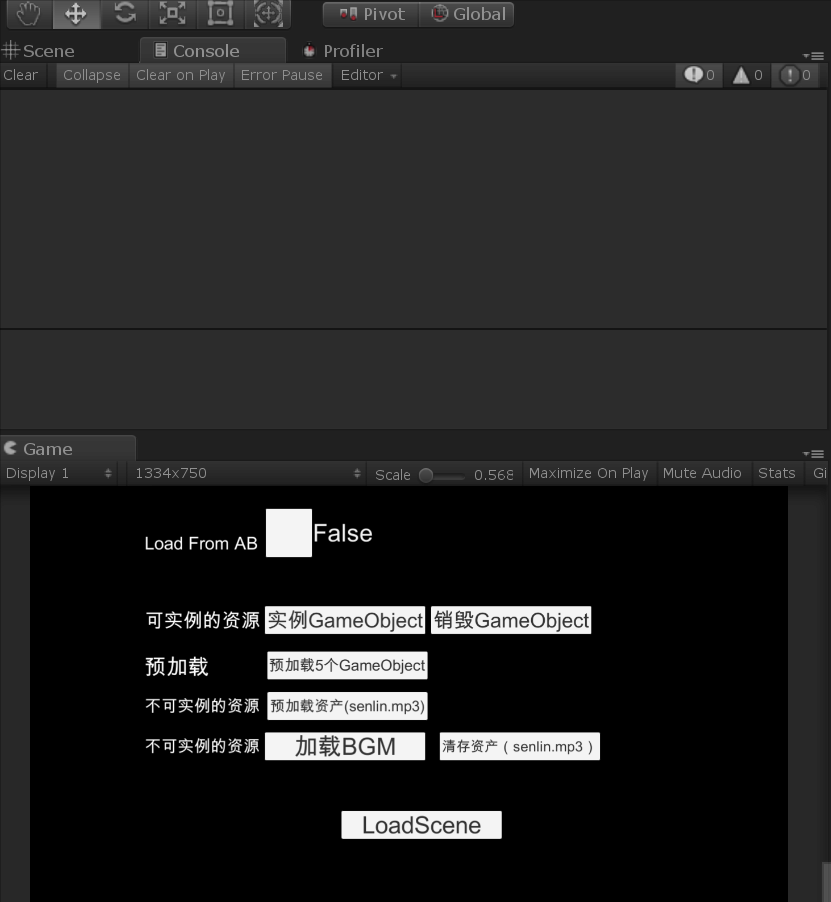 Pivot Global
Scene Console Profiler
Clear Collapse Clear on Play Error Pause Editor 0 0 0
Game
Display 1 1334x750 Scale 0.568 Maximize On Play Mute Audio Stats Gi
Load From AB False
可实例的资源 实例GameObject 销毁GameObject
预加载 预加载5个GameObject
不可实例的资源 预加载资产(senlin.mp3)
不可实例的资源 加载BGM 清存资产（senlin.mp3）
LoadScene